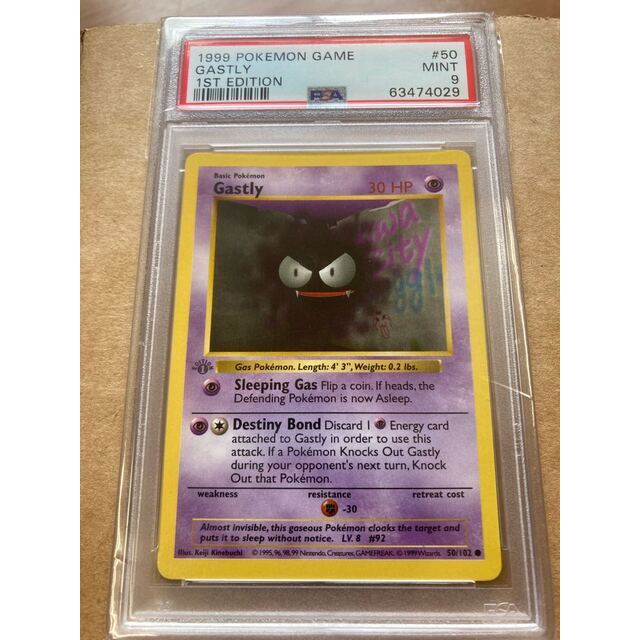 1999 POKEMON GAME #50
GASTLY MINT
1ST EDITION 9
PSA 63474029
Basic Pokémon
Gastly 30 HP
City
EDITION
1
Gas Pokémon. Length: 4' 3", Weight: 0.2 lbs.
Sleeping Gas Flip a coin. If heads, the
Defending Pokémon is now Asleep.
Destiny Bond Discard 1 Energy card
attached to Gastly in order to use this
attack. If a Pokémon Knocks Out Gastly
during your opponent's next turn, Knock
Out that Pokémon.
weakness resistance retreat cost
-30
Almost invisible, this gaseous Pokémon cloaks the target and
puts it to sleep without notice. LV. 8 #92
Illus. Keiji Kinebuchi © 1995, 96, 98, 99 Nintendo, Creatures, GAMEFREAK. © 1999 Wizards. 50/102
PSA